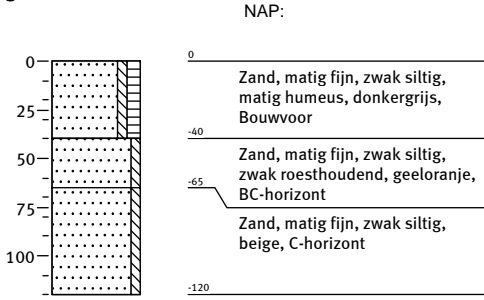 NAP:
0
25
50
75
100
0
Zand, matig fijn, zwak siltig,
matig humeus, donkergrijs,
Bouwvoor
-40
Zand, matig fijn, zwak siltig,
zwak roesthoudend, geeloranje,
BC-horizont
-65
Zand, matig fijn, zwak siltig,
beige, C-horizont
-120